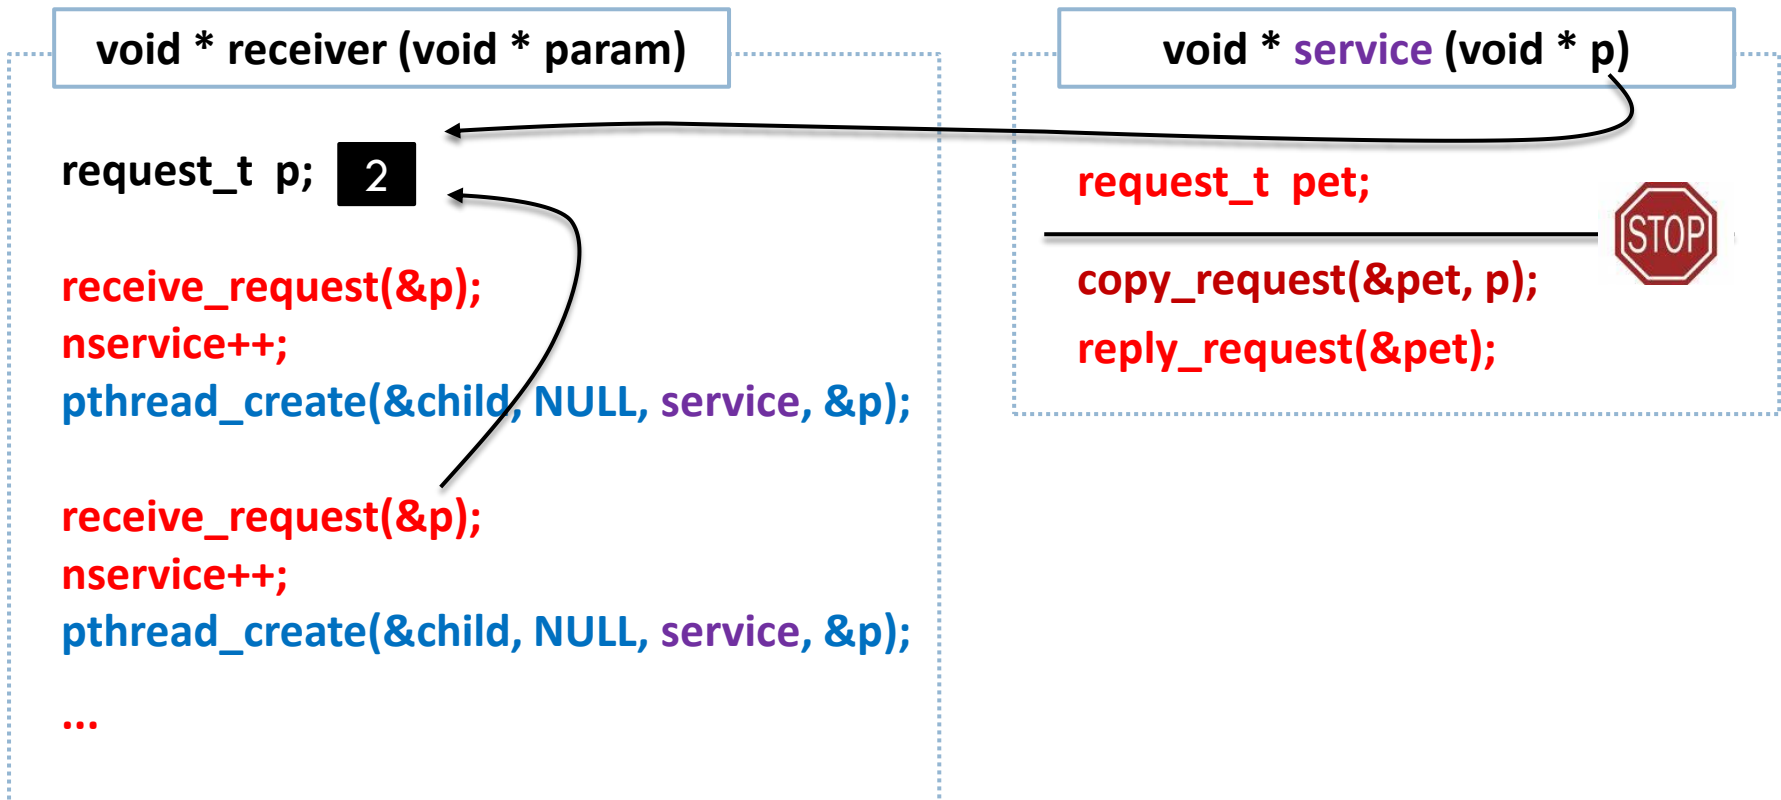 void * receiver (void * param)
request_t p; 2
receive_request(&p);
nservice++;
pthread_create(&child, NULL, service, &p);
receive_request(&p);
nservice++;
pthread_create(&child, NULL, service, &p);
...
void * service (void * p)
request_t pet;
STOP
copy_request(&pet, p);
reply_request(&pet);